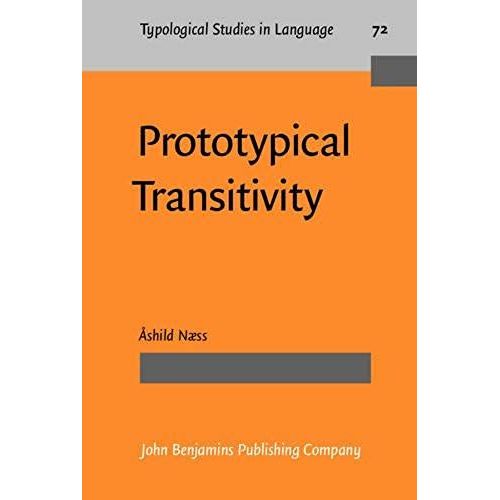 Typological Studies in Language 72
Prototypical
Transitivity
Åshild Næss
John Benjamins Publishing Company